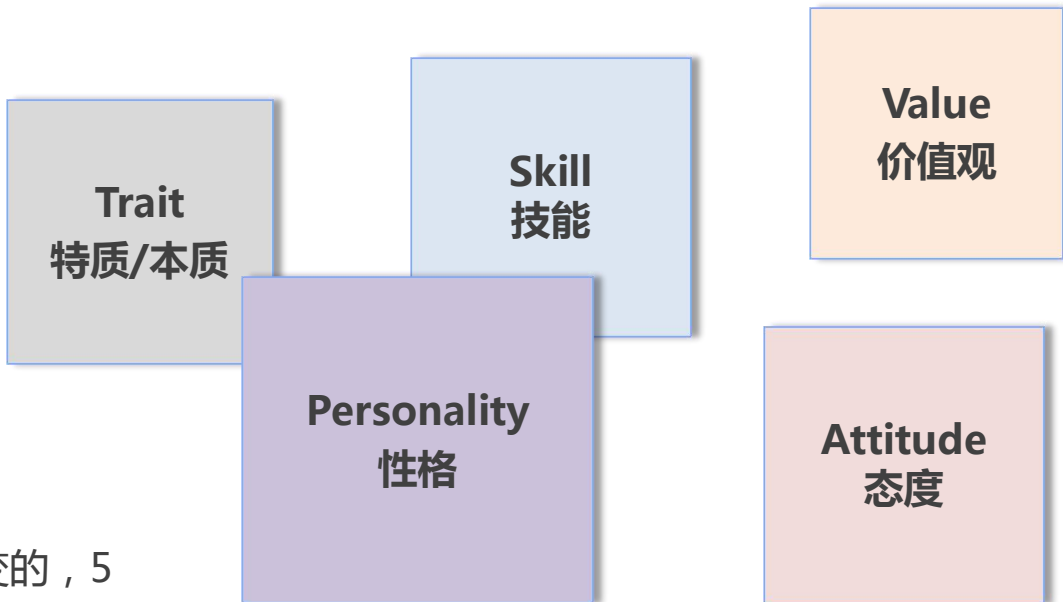 Trait
特质/本质
Skill
技能
Value
价值观
Personality
性格
Attitude
态度
变的，5